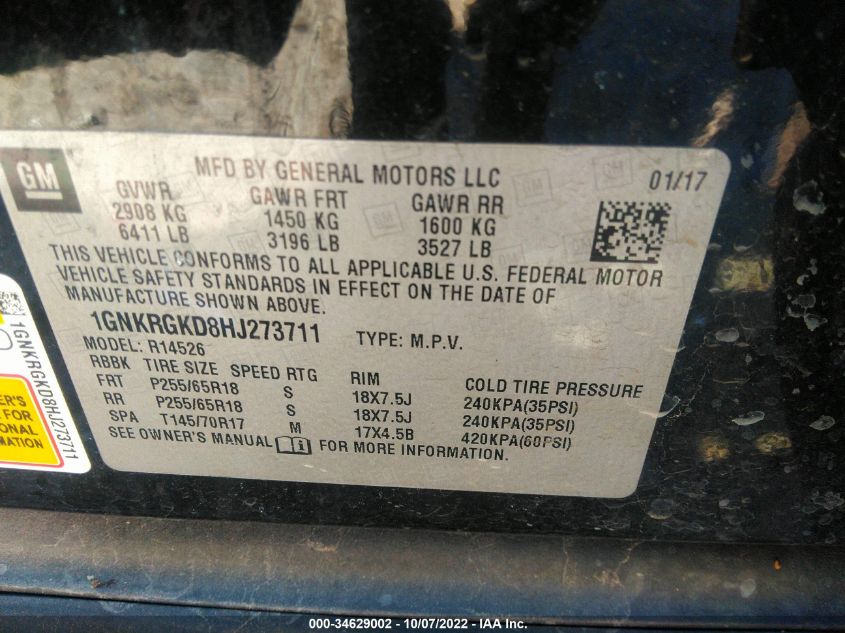 GM
MFD BY GENERAL MOTORS LLC
01/17
GVWR GAWR FRT GAWR RR
2908 KG 1450 KG 1600 KG
6411 LB 3196 LB 3527 LB
THIS VEHICLE CONFORMS TO ALL APPLICABLE U.S. FEDERAL MOTOR
VEHICLE SAFETY STANDARDS IN EFFECT ON THE DATE OF
MANUFACTURE SHOWN ABOVE.
1GNKRGKD8HJ273711 TYPE: M.P.V.
MODEL: R14526
RBBK TIRE SIZE SPEED RTG RIM COLD TIRE PRESSURE
FRT P255/65R18 S 18X7.5J 240KPA(35PSI)
RR P255/65R18 S 18X7.5J 240KPA(35PSI)
SPA T145/70R17 M 17X4.5B 420KPA(60PSI)
SEE OWNER'S MANUAL FOR MORE INFORMATION.
1GNKRGKD8HJ273711
ER'S
FOR
ONAL
MATION
000-34629002 - 10/07/2022 - IAA Inc.